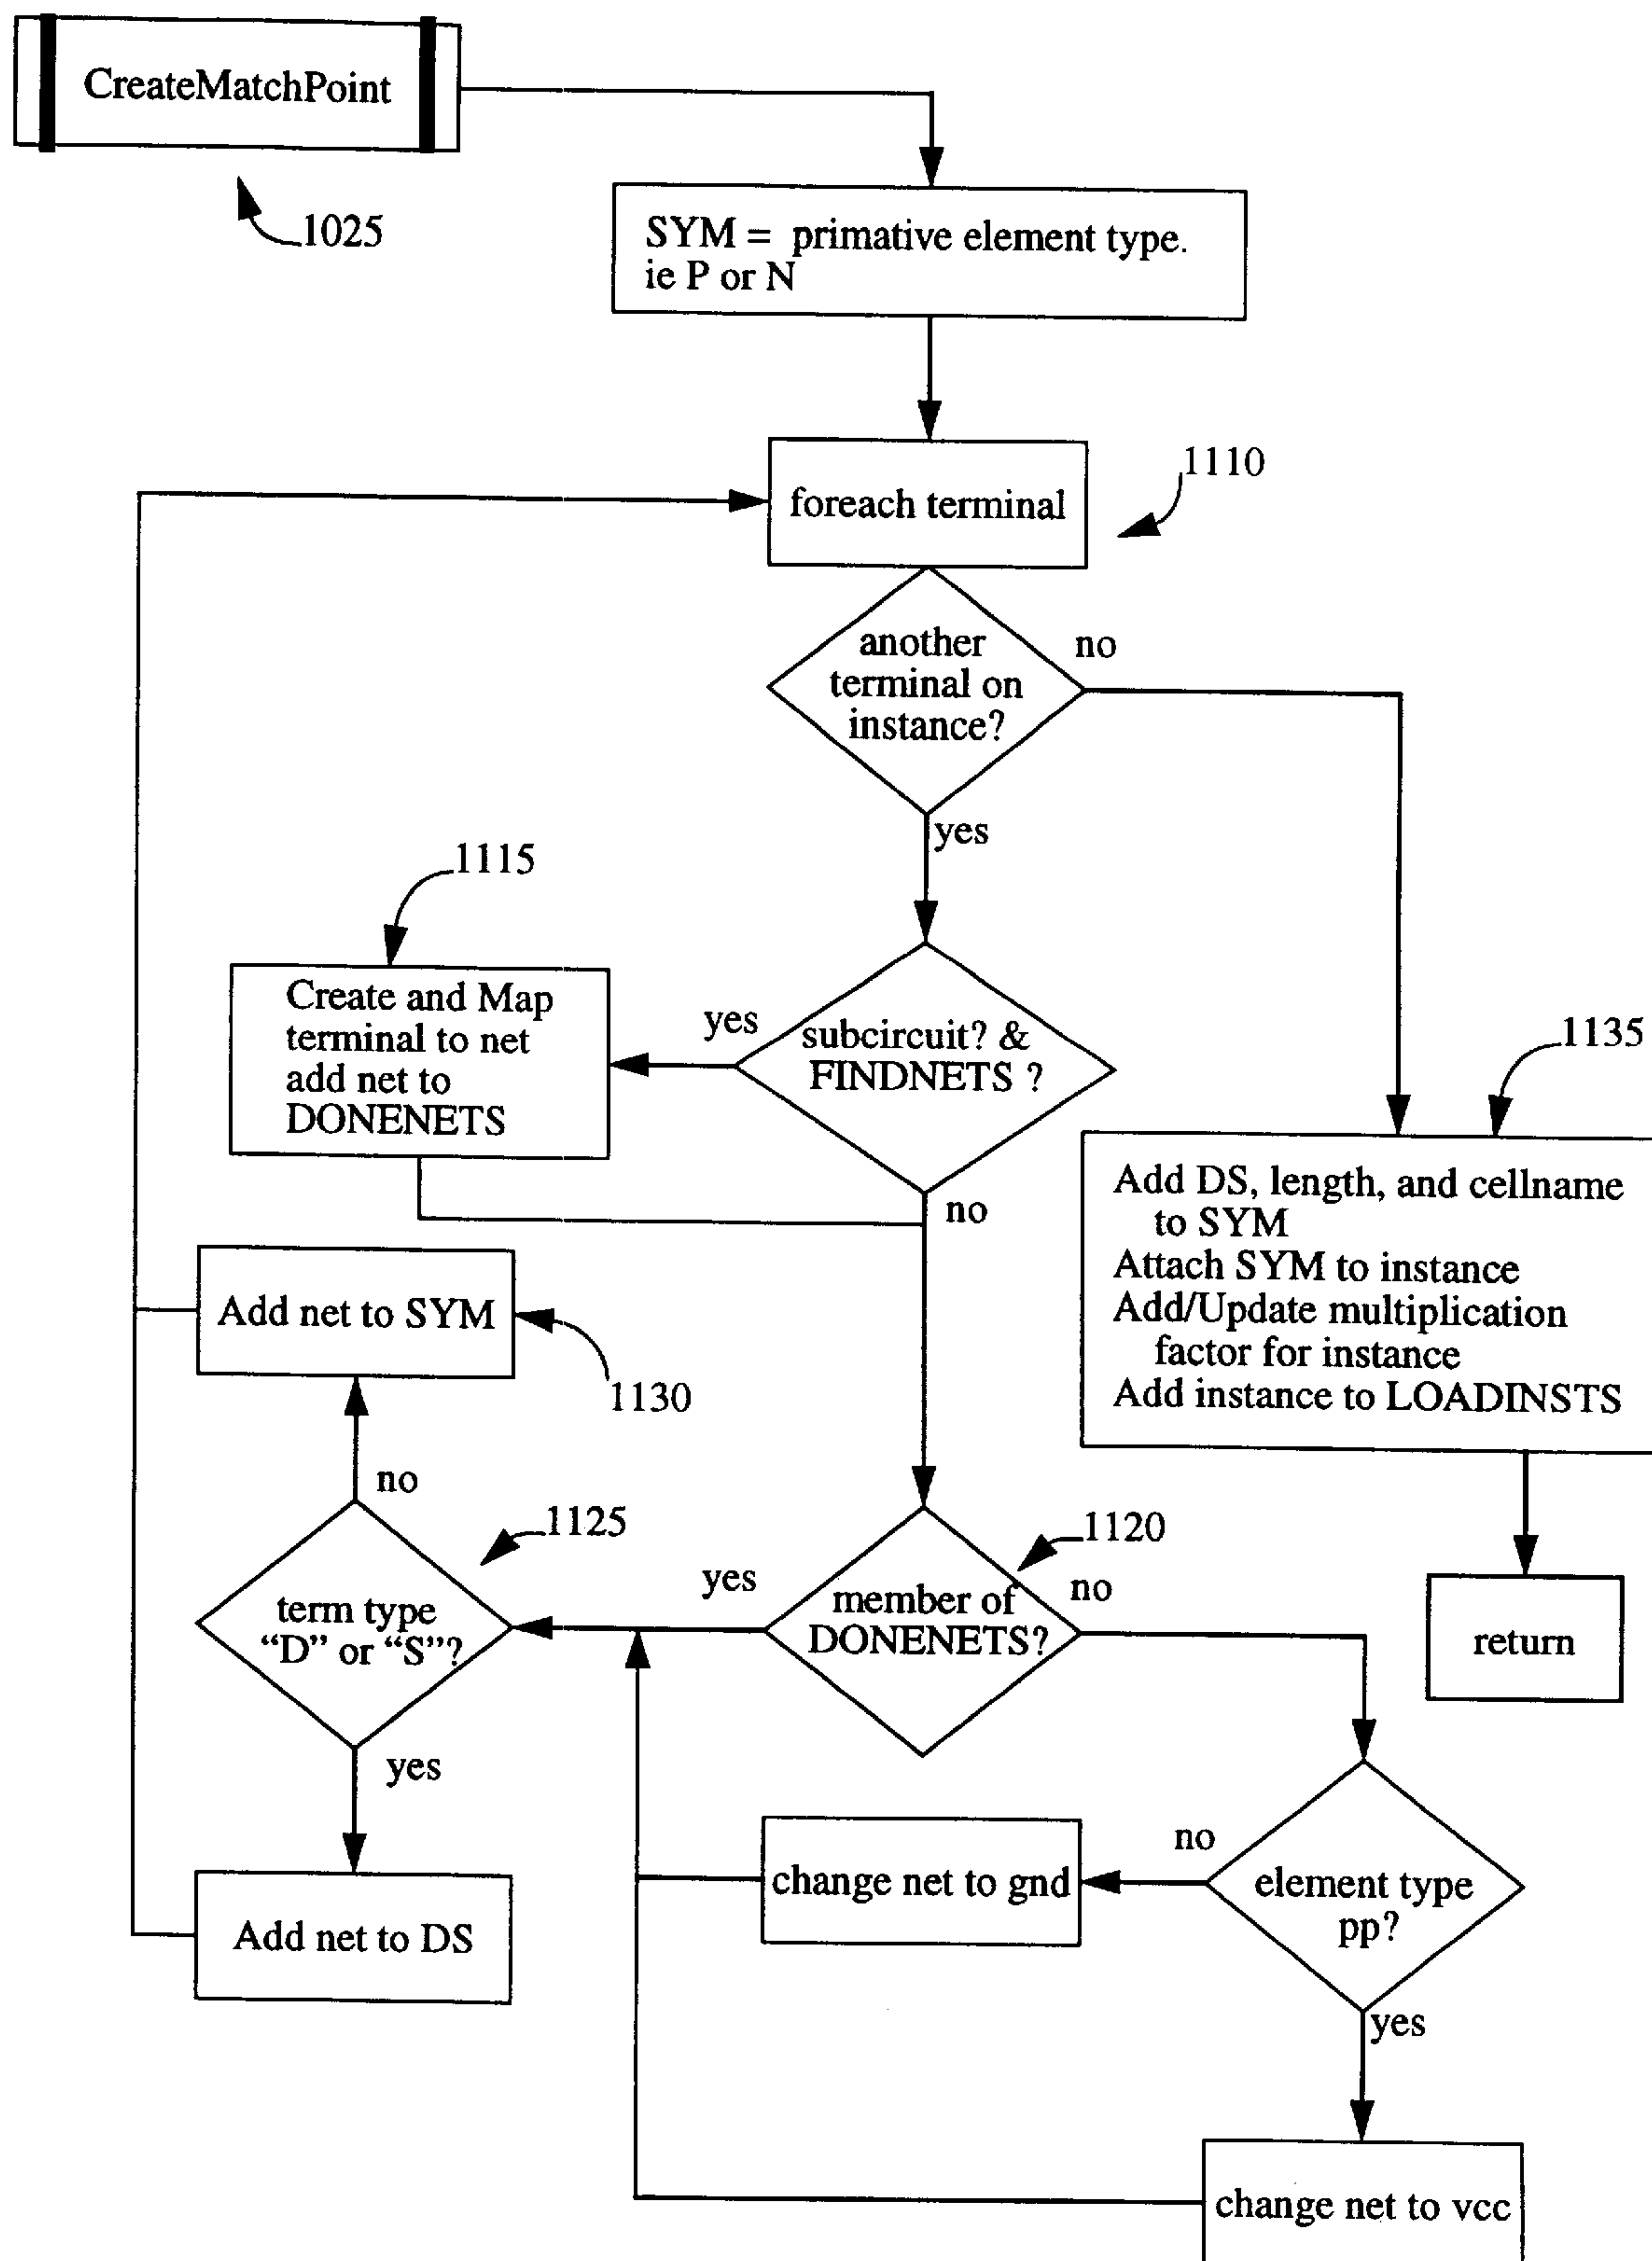 CreateMatchPoint
1025
SYM = primative element type.
ie P or N
foreach terminal
1110
another
terminal on
instance?
no
yes
1115
Create and Map
terminal to net
add net to
DONENETS
yes
subcircuit? &
FINDNETS ?
no
1135
Add DS, length, and cellname
to SYM
Attach SYM to instance
Add/Update multiplication
factor for instance
Add instance to LOADINSTS
Add net to SYM
1130
no
1125
term type
“D” or “S”?
yes
yes
member of
DONENETS?
1120
no
return
Add net to DS
change net to gnd
no
element type
pp?
yes
change net to vcc